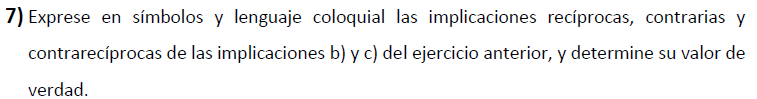 7) Exprese en símbolos y lenguaje coloquial las implicaciones recíprocas, contrarias y
contrarecíprocas de las implicaciones b) y c) del ejercicio anterior, y determine su valor de
verdad.